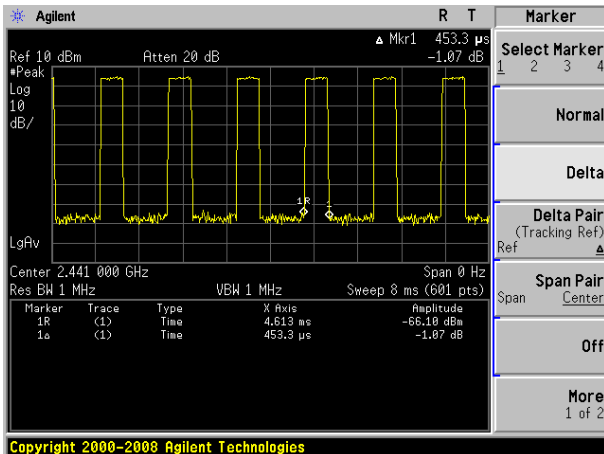 Agilent R T Marker
Δ Mkr1 453.3 µs
Ref 10 dBm Atten 20 dB -1.07 dB
#Peak
Log
10
dB/
1R 1
LgAv
Center 2.441 000 GHz Span 0 Hz
Res BW 1 MHz VBW 1 MHz Sweep 8 ms (601 pts)
Marker Trace Type X Axis Amplitude
1R (1) Time 4.613 ms -66.10 dBm
1Δ (1) Time 453.3 µs -1.07 dB
Select Marker
1 2 3 4
Normal
Delta
Delta Pair
(Tracking Ref)
Ref Δ
Span Pair
Span Center
Off
More
1 of 2
Copyright 2000-2008 Agilent Technologies